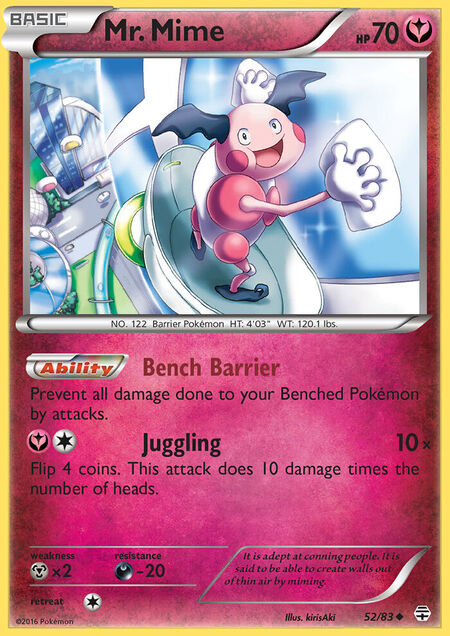 BASIC Mr. Mime HP70
NO. 122 Barrier Pokémon HT: 4'03" WT: 120.1 lbs.
Ability Bench Barrier
Prevent all damage done to your Benched Pokémon
by attacks.
Juggling 10×
Flip 4 coins. This attack does 10 damage times the
number of heads.
weakness resistance
×2 -20
It is adept at conning people. It is
said to be able to create walls out
of thin air by miming.
retreat
©2016 Pokémon Illus. kirisAki 52/83